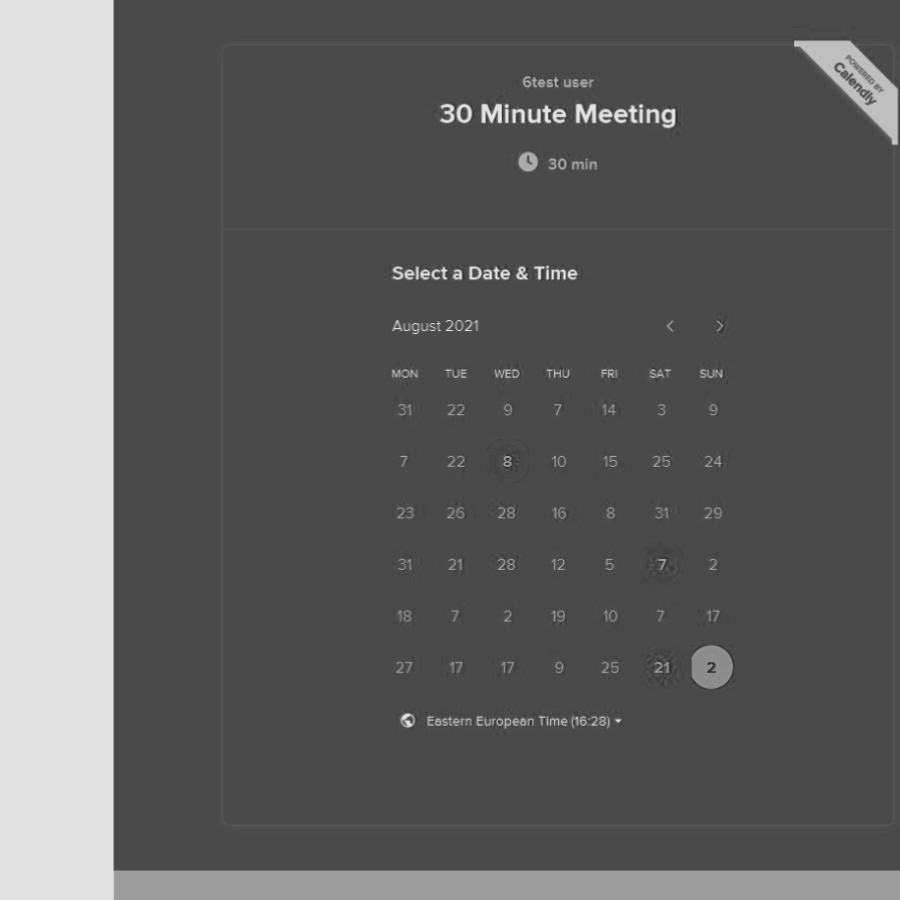 POWERED BY
Calendly
6test user
30 Minute Meeting
30 min
Select a Date & Time
August 2021
MON TUE WED THU FRI SAT SUN
31 22 9 7 14 3 9
7 22 8 10 15 25 24
23 26 28 16 8 31 29
31 21 28 12 5 7 2
18 7 2 19 10 7 17
27 17 17 9 25 21 2
Eastern European Time (16:28)